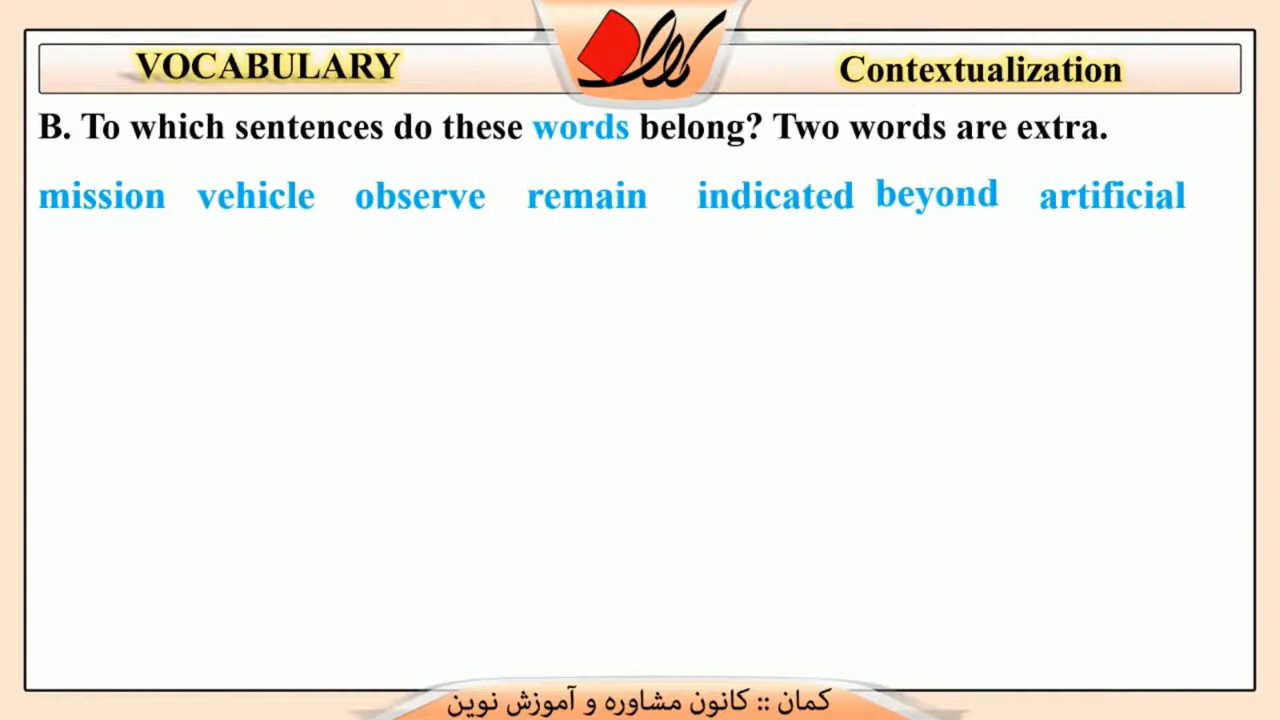 VOCABULARY
کمان
Contextualization
B. To which sentences do these words belong? Two words are extra.
mission vehicle observe remain indicated beyond artificial
کمان :: کانون مشاوره و آموزش نوین